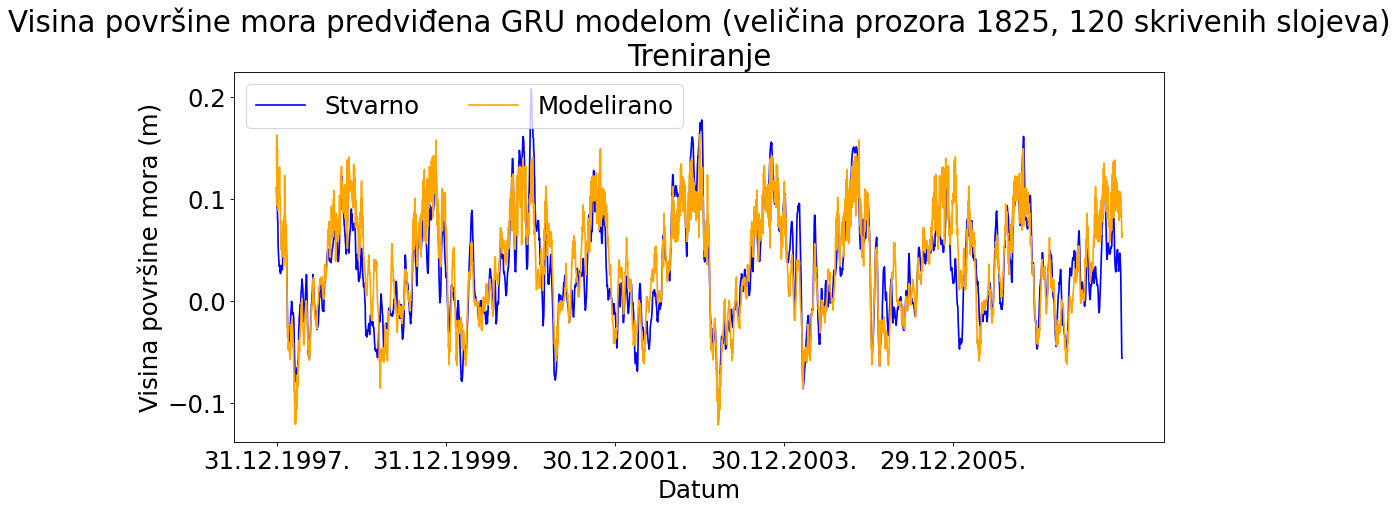 Visina površine mora predviđena GRU modelom (veličina prozora 1825, 120 skrivenih slojeva)
Treniranje
Stvarno Modelirano
Visina površine mora (m)
0.2
0.1
0.0
−0.1
31.12.1997. 31.12.1999. 30.12.2001. 30.12.2003. 29.12.2005.
Datum